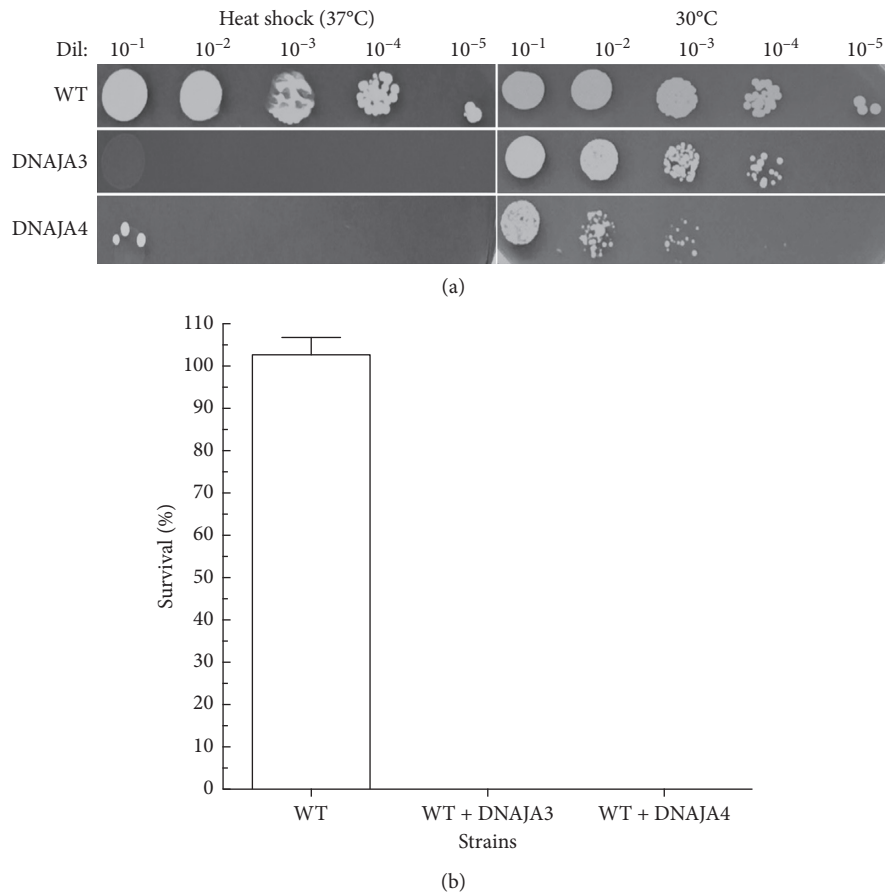 Heat shock (37°C) 30°C
Dil: 10⁻¹ 10⁻² 10⁻³ 10⁻⁴ 10⁻⁵ 10⁻¹ 10⁻² 10⁻³ 10⁻⁴ 10⁻⁵
WT
DNAJA3
DNAJA4
(a)
110
100
90
80
70
60
50
40
30
20
10
0
Survival (%)
WT WT + DNAJA3 WT + DNAJA4
Strains
(b)